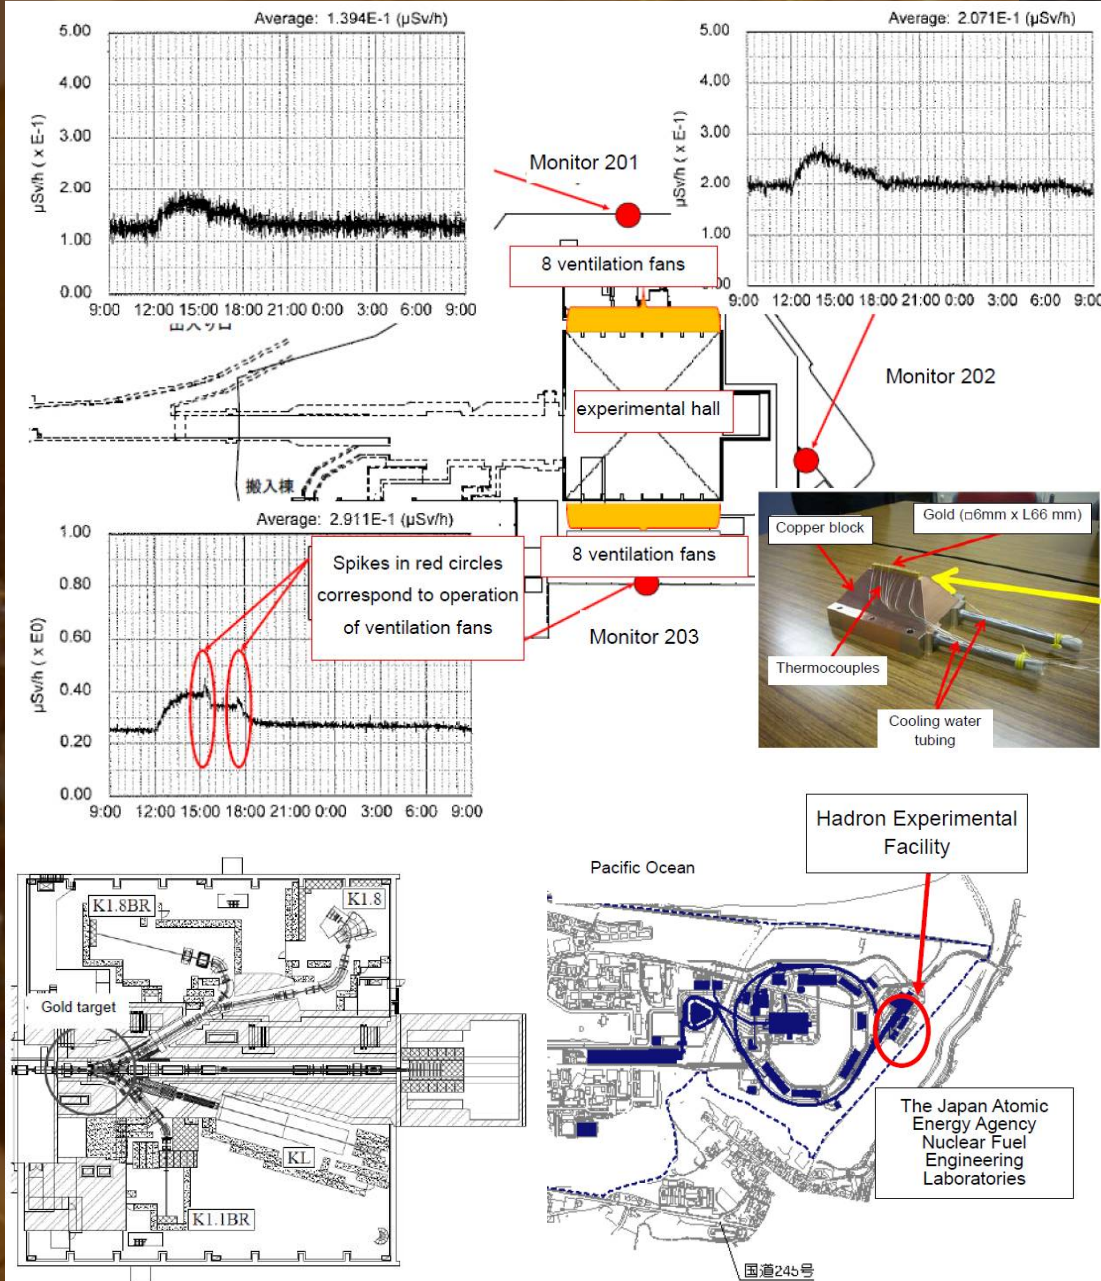 Average: 1.394E-1 (μSv/h)
5.00
4.00
3.00
2.00
1.00
0.00
μSv/h ( x E-1)
9:00 12:00 15:00 18:00 21:00 0:00 3:00 6:00 9:00
Average: 2.071E-1 (μSv/h)
5.00
4.00
3.00
2.00
1.00
μSv/h ( x E-1)
9:00 12:00 15:00 18:00 21:00 0:00 3:00 6:00 9:00
Monitor 201
8 ventilation fans
experimental hall
Monitor 202
搬入棟
8 ventilation fans
Monitor 203
Average: 2.911E-1 (μSv/h)
1.00
0.80
0.60
0.40
0.20
0.00
μSv/h ( x E0)
9:00 12:00 15:00 18:00 21:00 0:00 3:00 6:00 9:00
Spikes in red circles
correspond to operation
of ventilation fans
Copper block
Gold (□6mm x L66 mm)
Thermocouples
Cooling water
tubing
K1.8BR
K1.8
Gold target
KL
K1.1BR
Hadron Experimental
Facility
Pacific Ocean
The Japan Atomic
Energy Agency
Nuclear Fuel
Engineering
Laboratories
国道245号